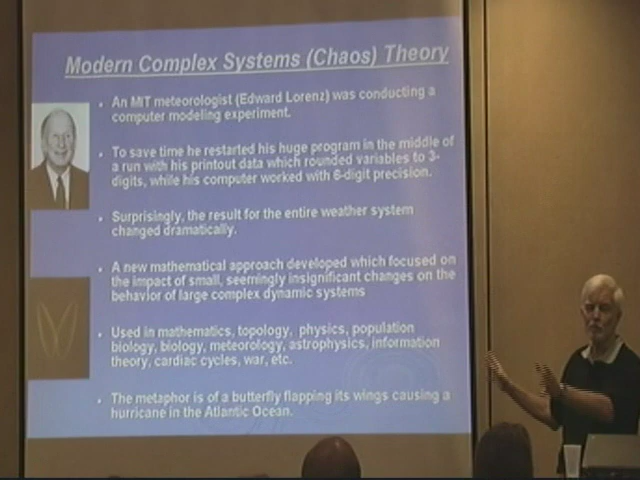 Modern Complex Systems (Chaos) Theory
• An MIT meteorologist (Edward Lorenz) was conducting a
computer modeling experiment.
• To save time he restarted his huge program in the middle of
a run with his printout data which rounded variables to 3-
digits, while his computer worked with 6-digit precision.
• Surprisingly, the result for the entire weather system
changed dramatically.
• A new mathematical approach developed which focused on
the impact of small, seemingly insignificant changes on the
behavior of large complex dynamic systems
• Used in mathematics, topology, physics, population
biology, biology, meteorology, astrophysics, information
theory, cardiac cycles, war, etc.
• The metaphor is of a butterfly flapping its wings causing a
hurricane in the Atlantic Ocean.